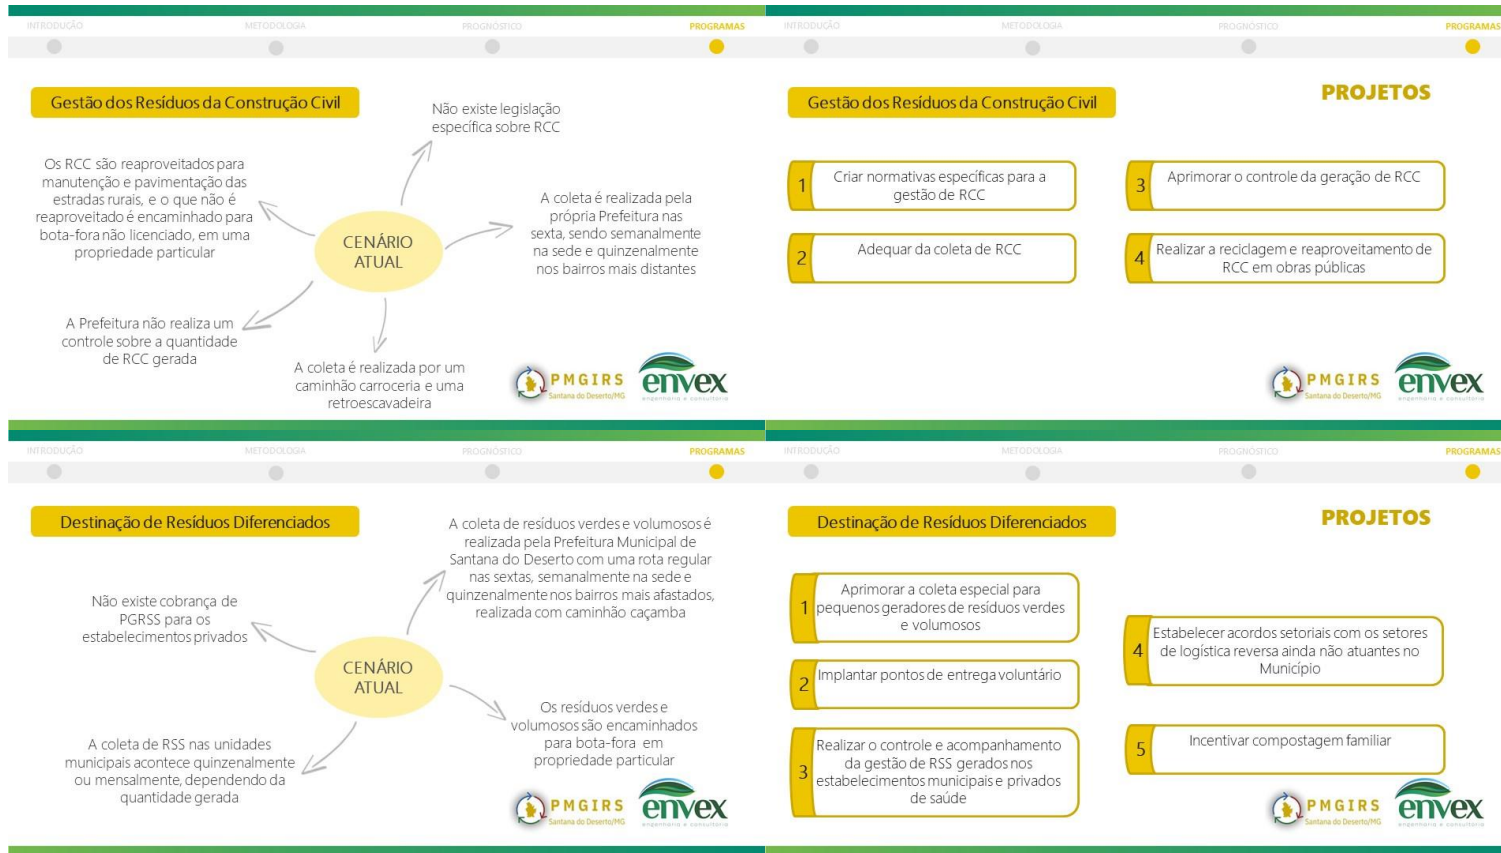 INTRODUÇÃO
METODOLOGIA
PROGNÓSTICO
PROGRAMAS
Gestão dos Resíduos da Construção Civil
Não existe legislação
específica sobre RCC
Os RCC são reaproveitados para
manutenção e pavimentação das
estradas rurais, e o que não é
reaproveitado é encaminhado para
bota-fora não licenciado, em uma
propriedade particular
A coleta é realizada pela
própria Prefeitura nas
sexta, sendo semanalmente
na sede e quinzenalmente
nos bairros mais distantes
CENÁRIO
ATUAL
A Prefeitura não realiza um
controle sobre a quantidade
de RCC gerada
A coleta é realizada por um
caminhão carroceria e uma
retroescavadeira
PMGIRS
Santana do Deserto/MG
envex
engenharia e consultoria
INTRODUÇÃO
METODOLOGIA
PROGNÓSTICO
PROGRAMAS
Gestão dos Resíduos da Construção Civil
PROJETOS
1
Criar normativas específicas para a
gestão de RCC
2
Adequar da coleta de RCC
3
Aprimorar o controle da geração de RCC
4
Realizar a reciclagem e reaproveitamento de
RCC em obras públicas
PMGIRS
Santana do Deserto/MG
envex
engenharia e consultoria
INTRODUÇÃO
METODOLOGIA
PROGNÓSTICO
PROGRAMAS
Destinação de Resíduos Diferenciados
A coleta de resíduos verdes e volumosos é
realizada pela Prefeitura Municipal de
Santana do Deserto com uma rota regular
nas sextas, semanalmente na sede e
quinzenalmente nos bairros mais afastados,
realizada com caminhão caçamba
Não existe cobrança de
PGRSS para os
estabelecimentos privados
CENÁRIO
ATUAL
Os resíduos verdes e
volumosos são encaminhados
para bota-fora em
propriedade particular
A coleta de RSS nas unidades
municipais acontece quinzenalmente
ou mensalmente, dependendo da
quantidade gerada
PMGIRS
Santana do Deserto/MG
envex
engenharia e consultoria
INTRODUÇÃO
METODOLOGIA
PROGNÓSTICO
PROGRAMAS
Destinação de Resíduos Diferenciados
PROJETOS
1
Aprimorar a coleta especial para
pequenos geradores de resíduos verdes
e volumosos
2
Implantar pontos de entrega voluntário
3
Realizar o controle e acompanhamento
da gestão de RSS gerados nos
estabelecimentos municipais e privados
de saúde
4
Estabelecer acordos setoriais com os setores
de logística reversa ainda não atuantes no
Município
5
Incentivar compostagem familiar
PMGIRS
Santana do Deserto/MG
envex
engenharia e consultoria